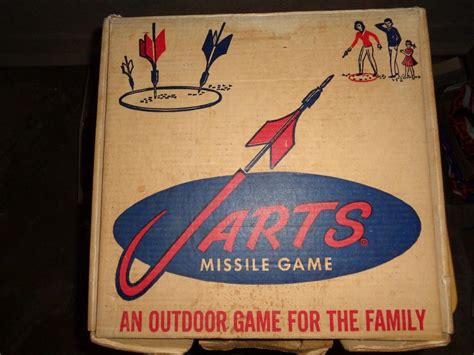 JARTS®
MISSILE GAME
AN OUTDOOR GAME FOR THE FAMILY